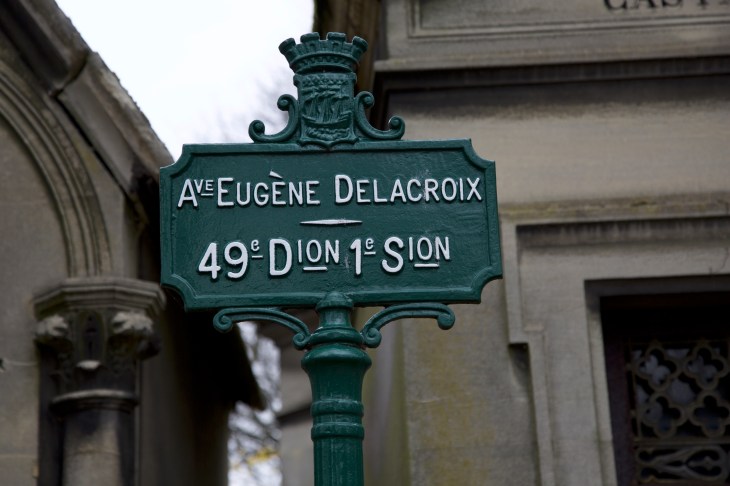 Ave EUGÈNE DELACROIX
49e DION 1e SION